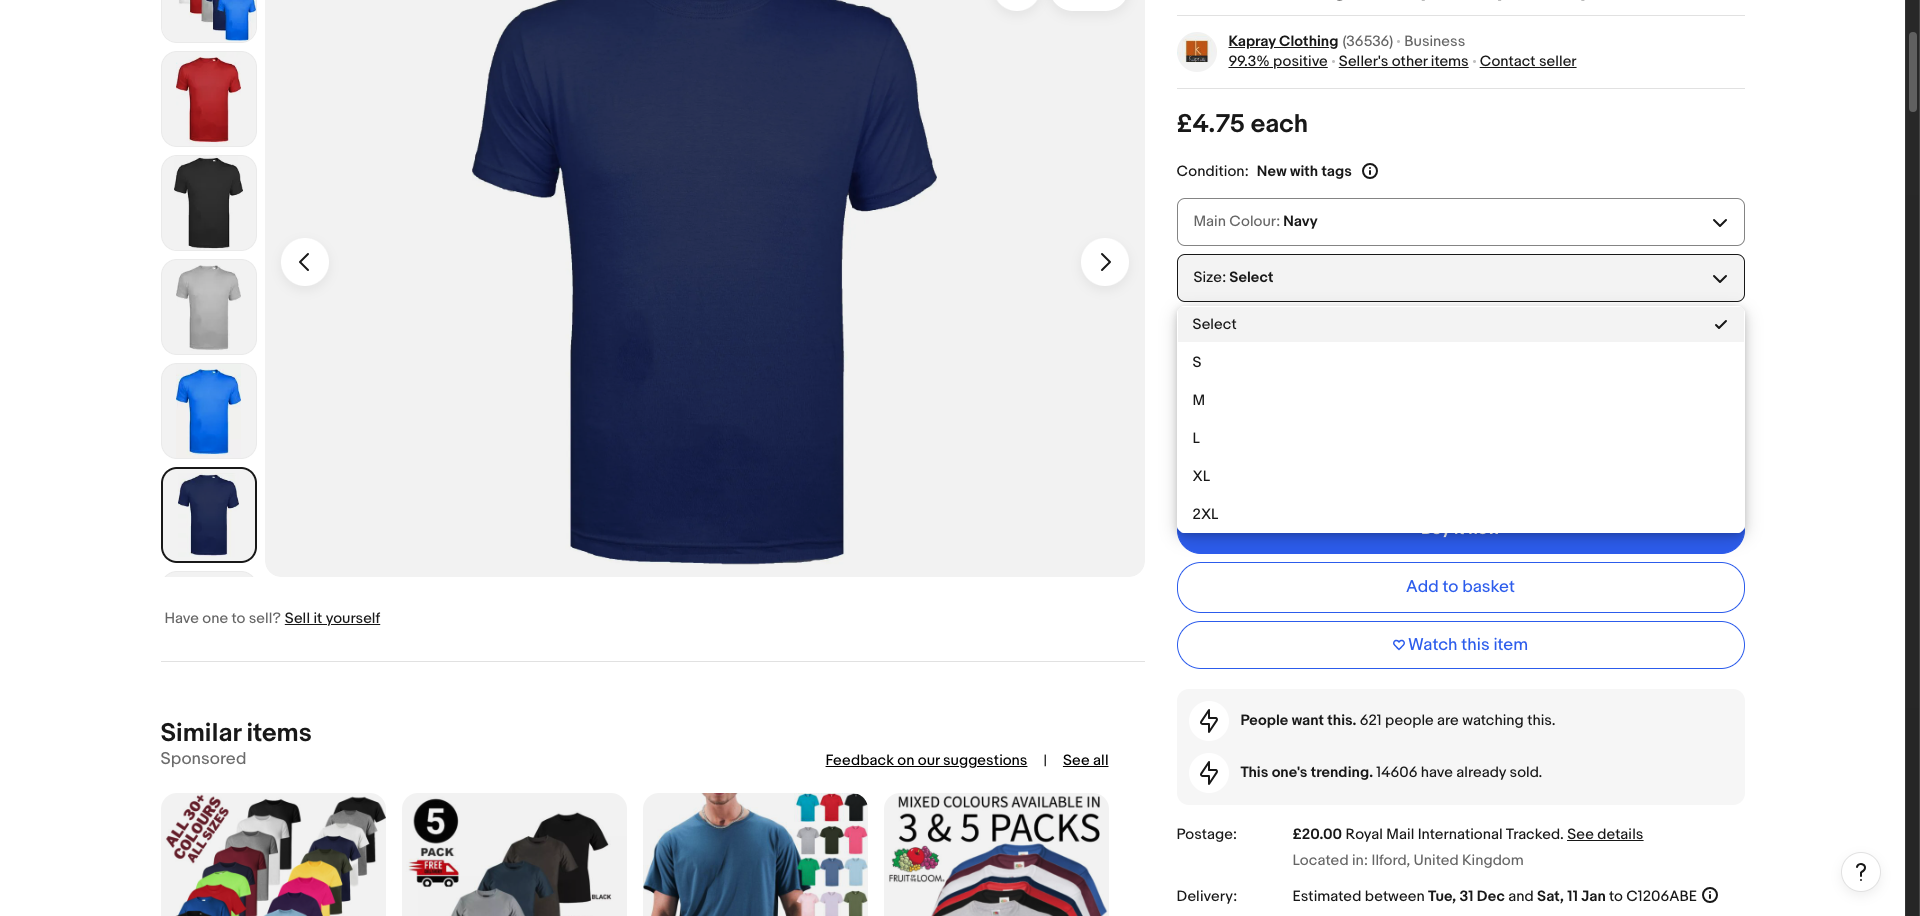 Kapray Clothing (36536) · Business
99.3% positive · Seller's other items · Contact seller
£4.75 each
Condition: New with tags
Main Colour: Navy
Size: Select
Select
S
M
L
XL
2XL
Add to basket
Watch this item
People want this. 621 people are watching this.
This one's trending. 14606 have already sold.
Postage: £20.00 Royal Mail International Tracked. See details
Located in: Ilford, United Kingdom
Delivery: Estimated between Tue, 31 Dec and Sat, 11 Jan to C1206ABE
Have one to sell? Sell it yourself
Similar items
Sponsored
Feedback on our suggestions | See all
ALL 30+
COLOURS
ALL SIZES
5
PACK
FREE
BLACK
MIXED COLOURS AVAILABLE IN
3 & 5 PACKS
FRUIT OF THE LOOM
?